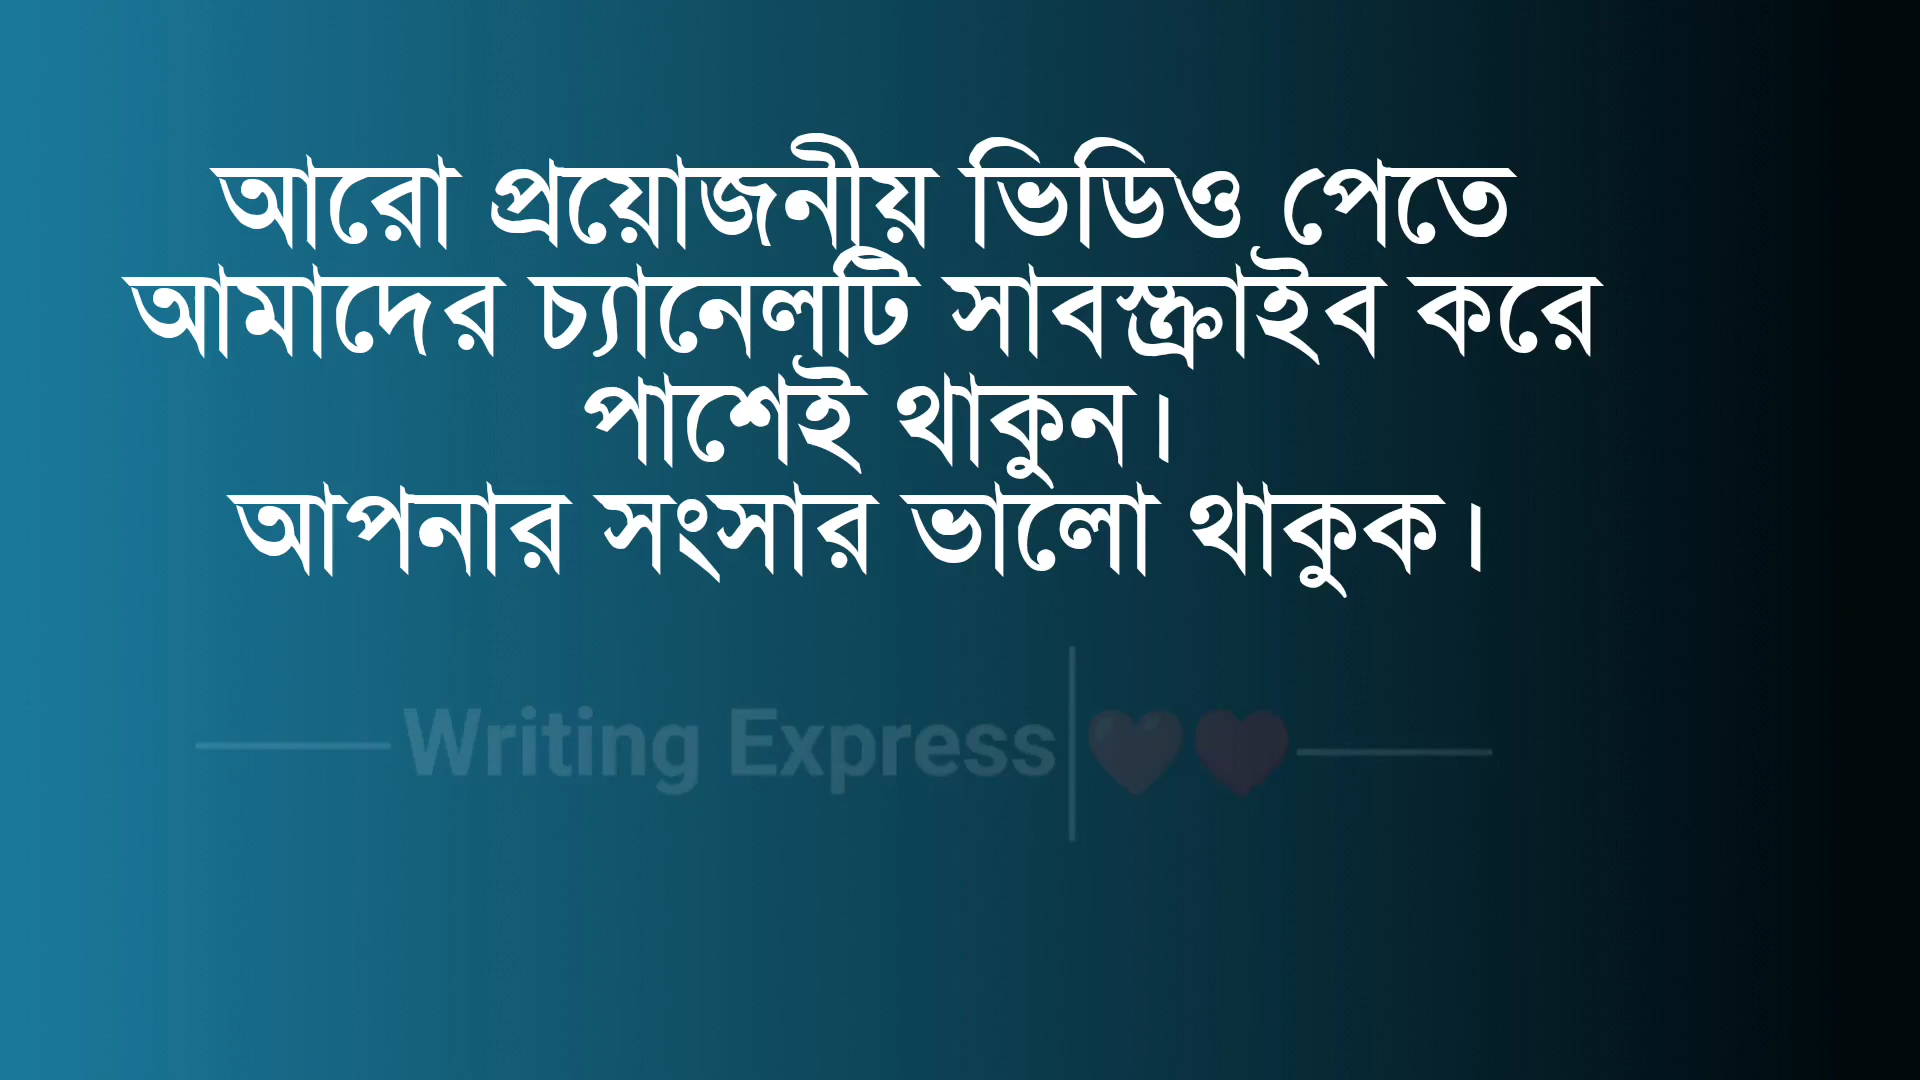 আরো প্রয়োজনীয় ভিডিও পেতে
আমাদের চ্যানেলটি সাবস্ক্রাইব করে
পাশেই থাকুন।
আপনার সংসার ভালো থাকুক।
Writing Express